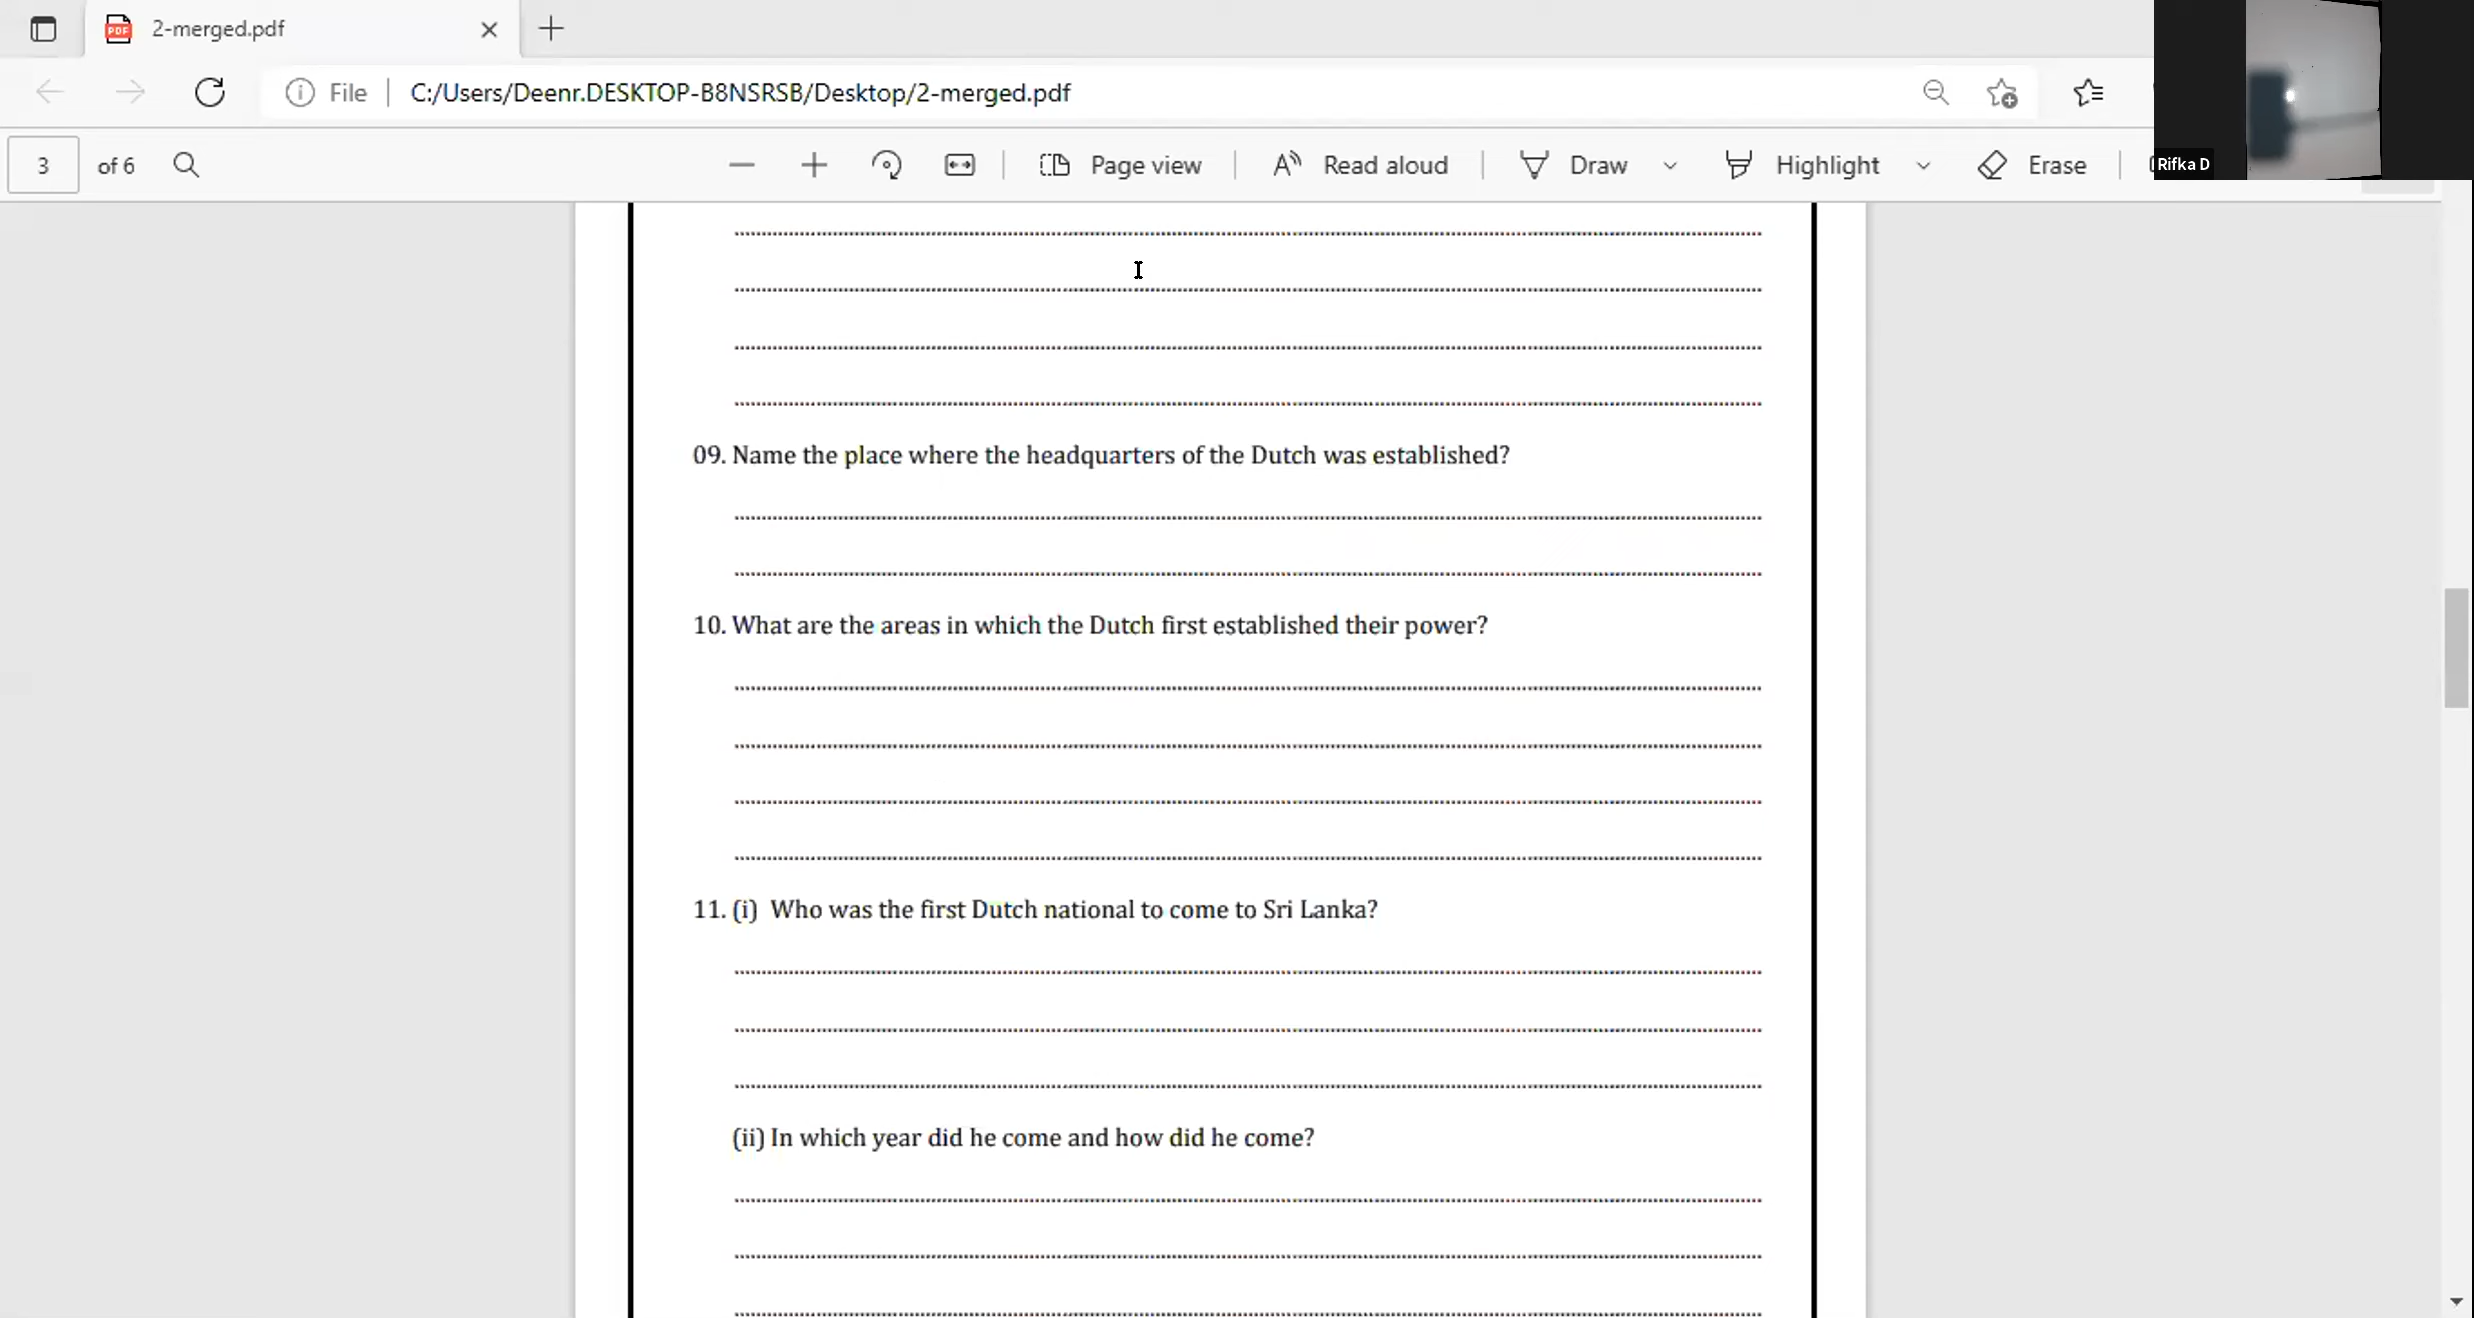 2-merged.pdf
File C:/Users/Deenr.DESKTOP-B8NSRSB/Desktop/2-merged.pdf
3 of 6 Page view Read aloud Draw Highlight Erase
Rifka D
09. Name the place where the headquarters of the Dutch was established?
10. What are the areas in which the Dutch first established their power?
11. (i) Who was the first Dutch national to come to Sri Lanka?
(ii) In which year did he come and how did he come?